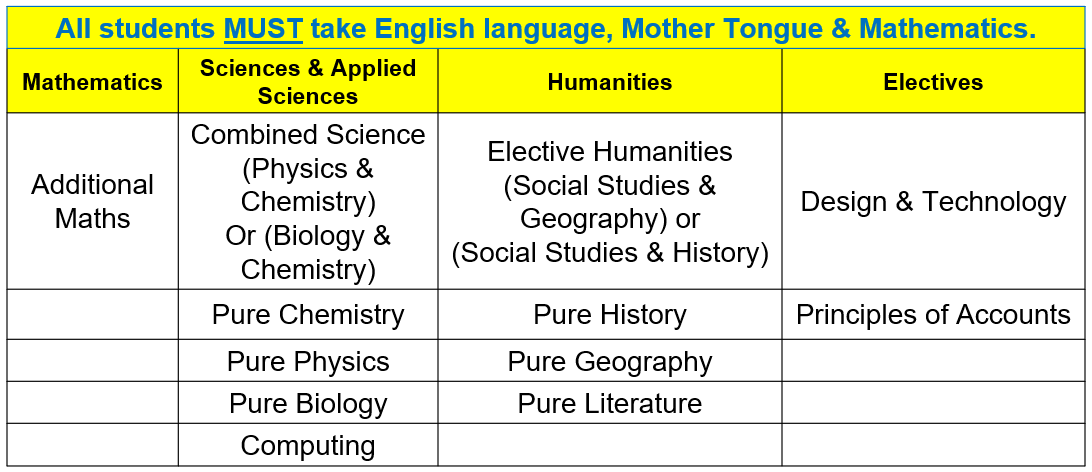 All students MUST take English language, Mother Tongue & Mathematics.
Mathematics
Sciences & Applied
Sciences
Humanities
Electives
Additional
Maths
Combined Science
(Physics &
Chemistry)
Or (Biology &
Chemistry)
Elective Humanities
(Social Studies &
Geography) or
(Social Studies & History)
Design & Technology
Pure Chemistry
Pure History
Principles of Accounts
Pure Physics
Pure Geography
Pure Biology
Pure Literature
Computing